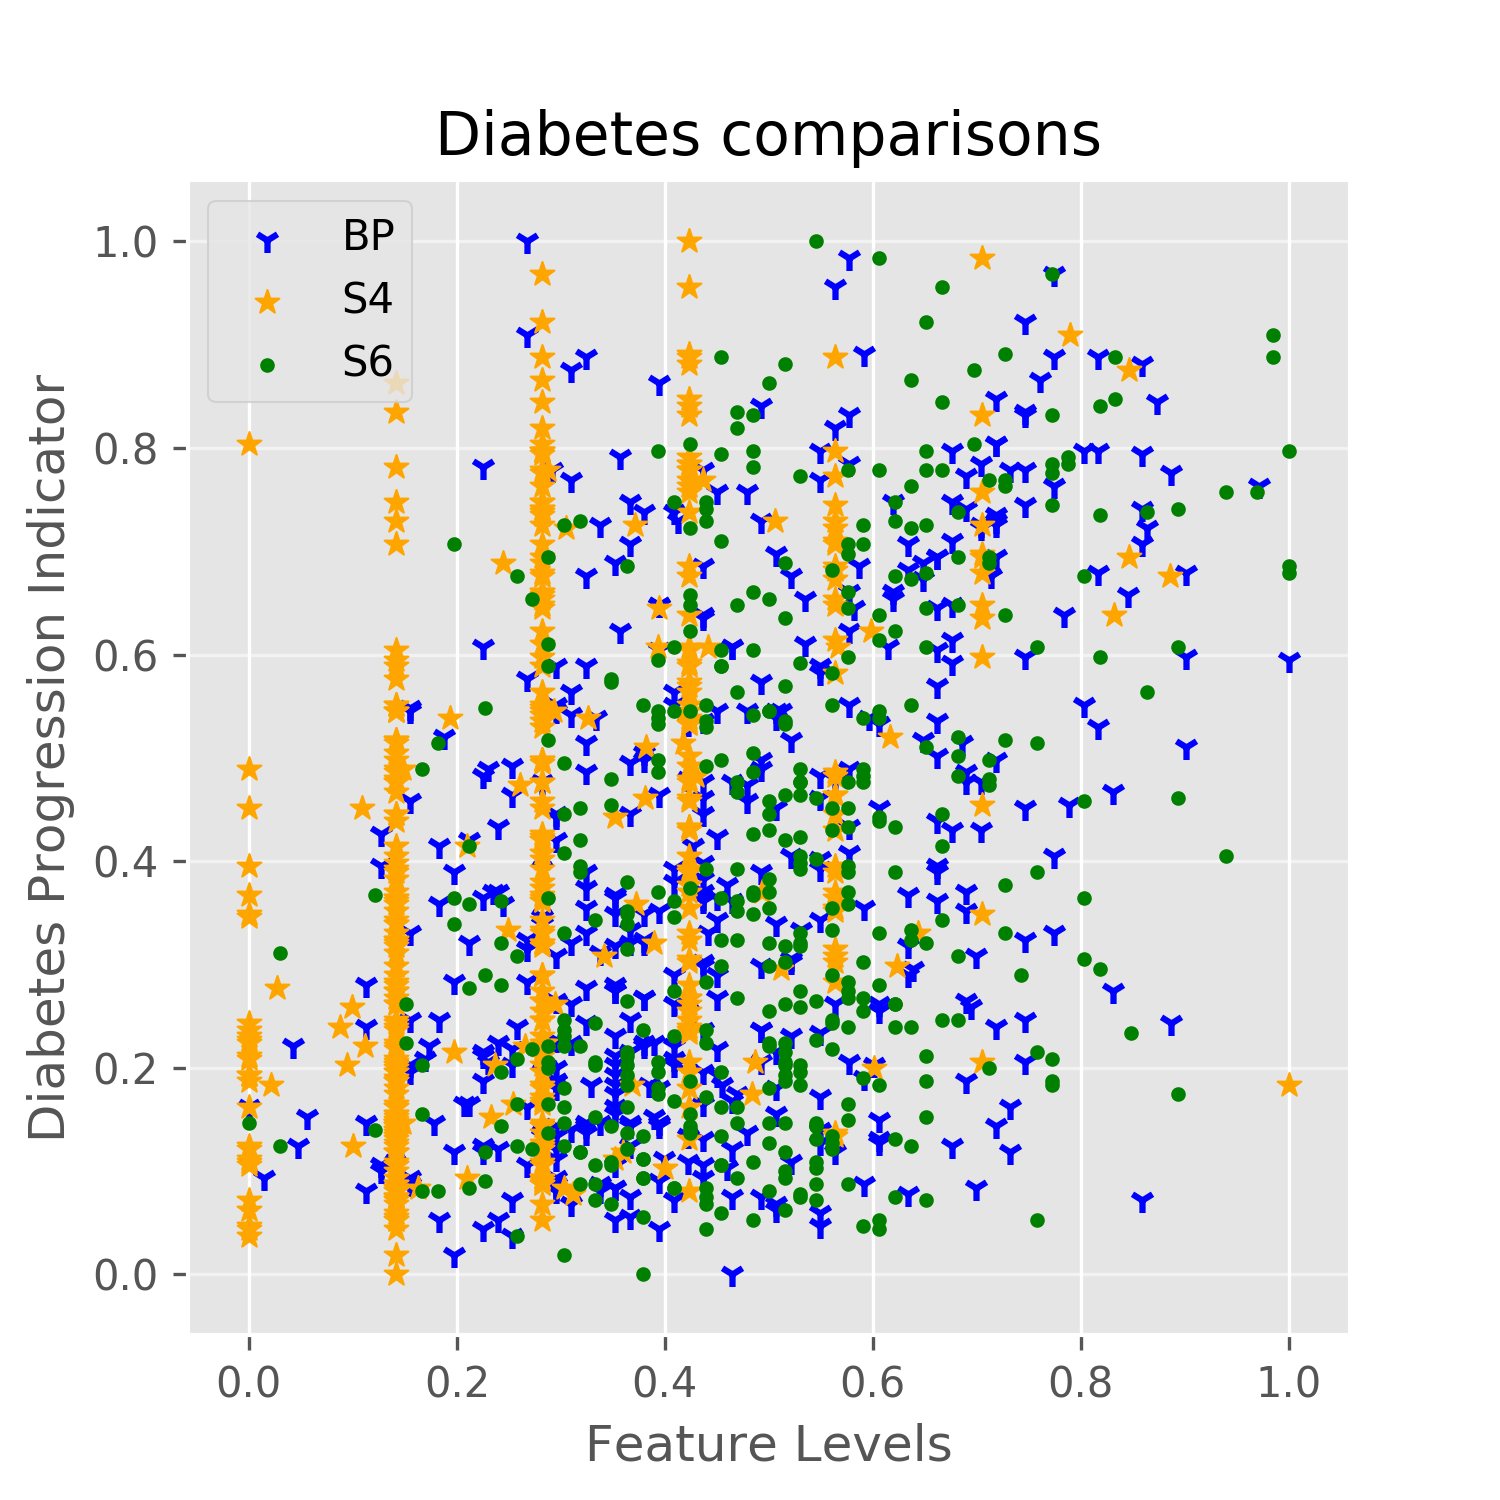 Diabetes comparisons
BP
S4
S6
1.0
0.8
0.6
0.4
0.2
0.0
Diabetes Progression Indicator
0.0 0.2 0.4 0.6 0.8 1.0
Feature Levels